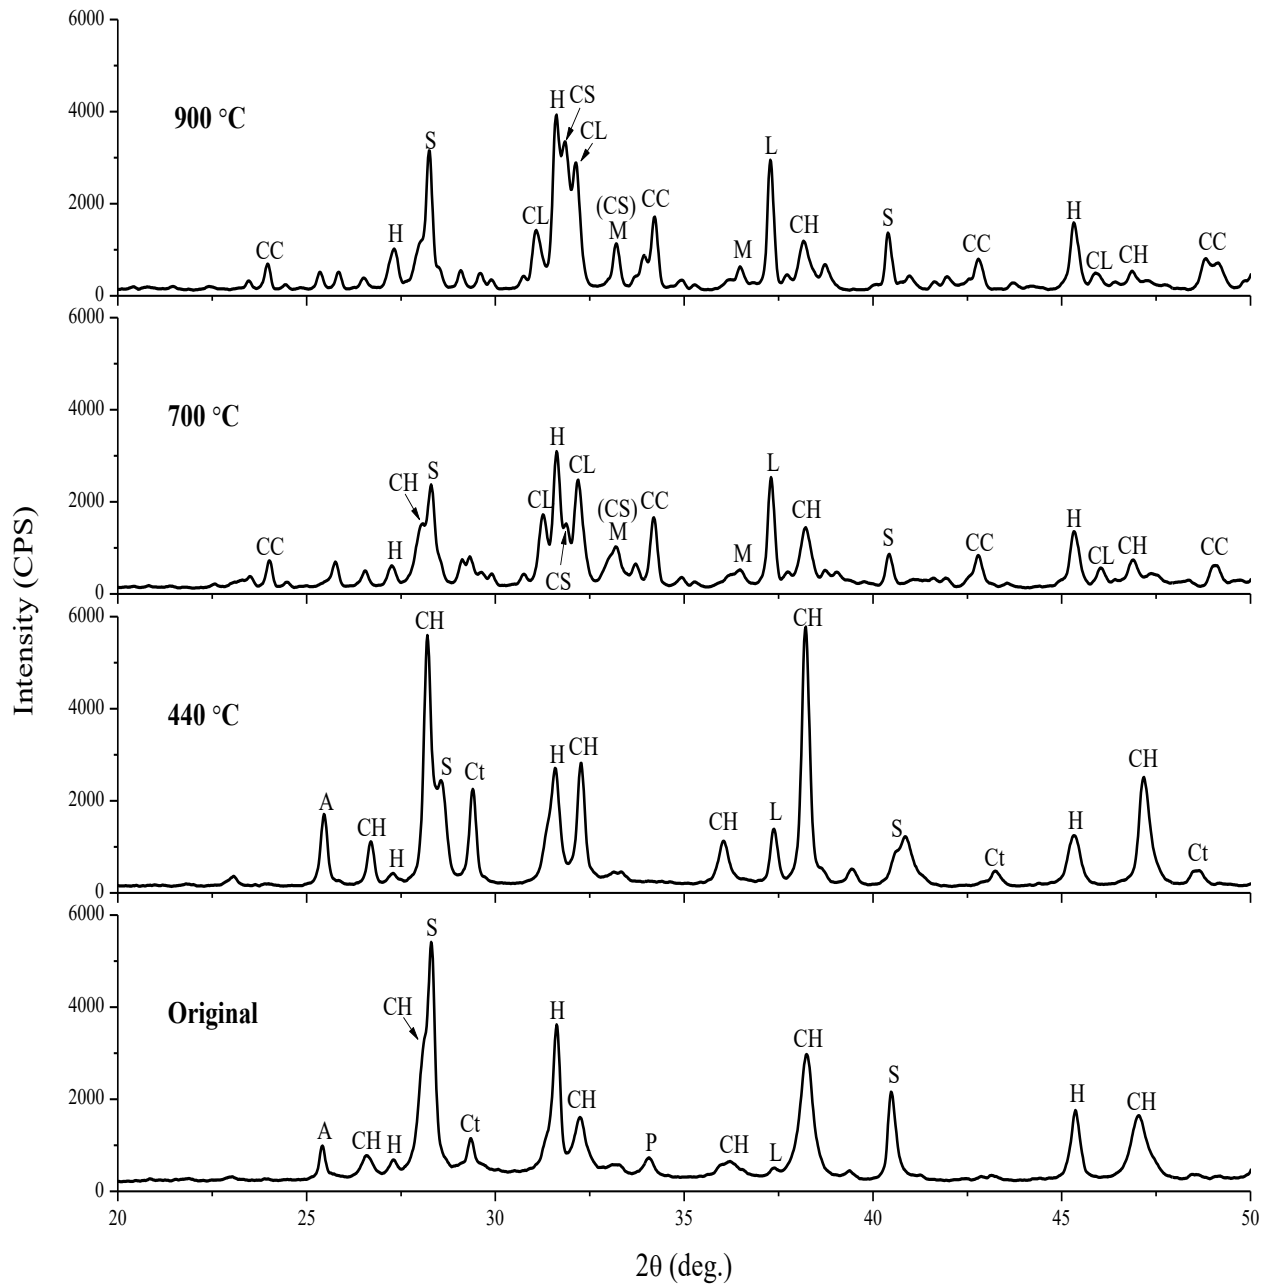 Intensity (CPS)
6000
4000
2000
0
900 °C
CC
H
S
CL
H
CS
CL
(CS)
M
CC
M
L
CH
S
CC
H
CL
CH
CC
6000
4000
2000
0
700 °C
CC
H
CH
S
CL
H
CS
CL
(CS)
M
CC
M
L
CH
S
CC
H
CL
CH
CC
6000
4000
2000
0
440 °C
A
CH
H
CH
S
Ct
H
CH
CH
L
CH
S
Ct
H
CH
Ct
6000
4000
2000
0
Original
A
CH
H
CH
S
Ct
H
CH
P
CH
L
CH
S
H
CH
20 25 30 35 40 45 50
2θ (deg.)